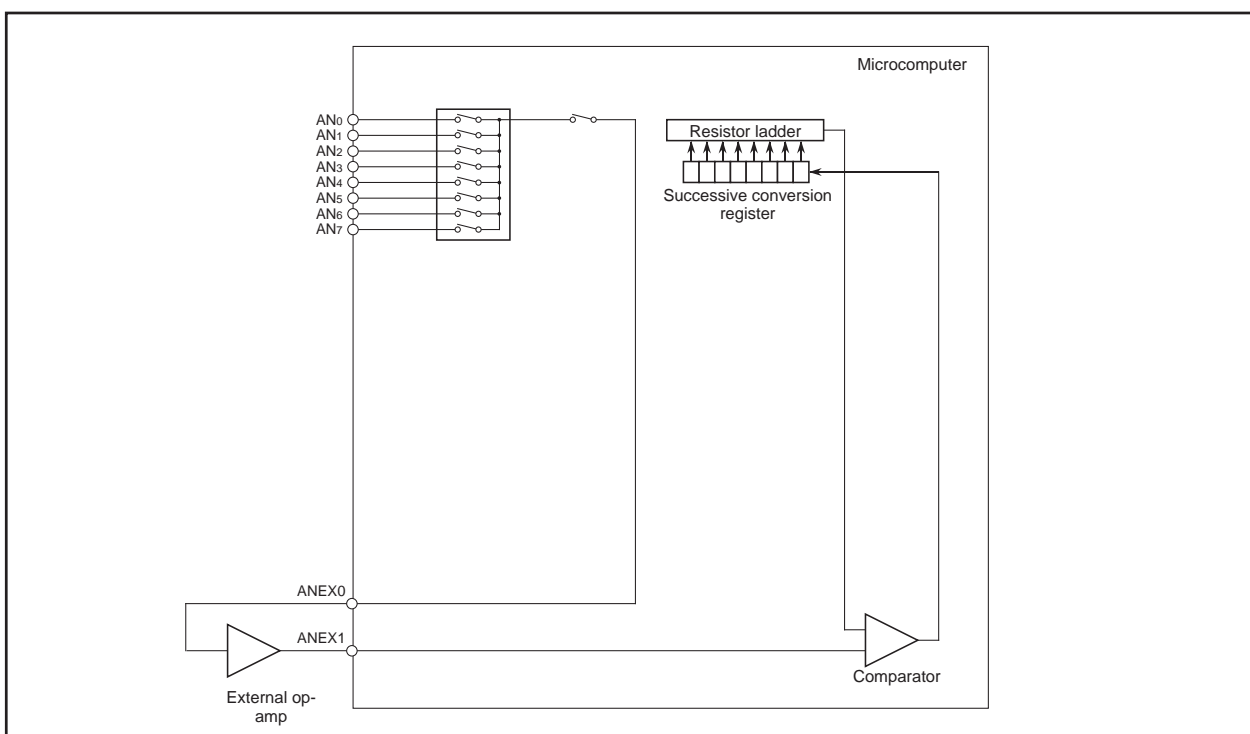 Microcomputer
AN0
AN1
AN2
AN3
AN4
AN5
AN6
AN7
Resistor ladder
Successive conversion
register
ANEX0
ANEX1
External op-
amp
Comparator